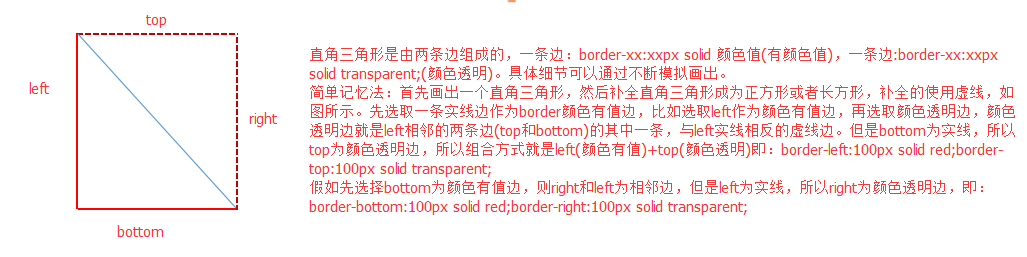 top
left
right
bottom
直角三角形是由两条边组成的，一条边：border-xx:xxpx solid 颜色值(有颜色值)，一条边:border-xx:xxpx
solid transparent;(颜色透明)。具体细节可以通过不断模拟画出。
简单记忆法：首先画出一个直角三角形，然后补全直角三角形成为正方形或者长方形，补全的使用虚线，如
图所示。先选取一条实线边作为border颜色有值边，比如选取left作为颜色有值边，再选取颜色透明边，颜色
透明边就是left相邻的两条边(top和bottom)的其中一条，与left实线相反的虚线边。但是bottom为实线，所以
top为颜色透明边，所以组合方式就是left(颜色有值)+top(颜色透明)即：border-left:100px solid red;border-
top:100px solid transparent;
假如先选择bottom为颜色有值边，则right和left为相邻边，但是left为实线，所以right为颜色透明边，即：
border-bottom:100px solid red;border-right:100px solid transparent;